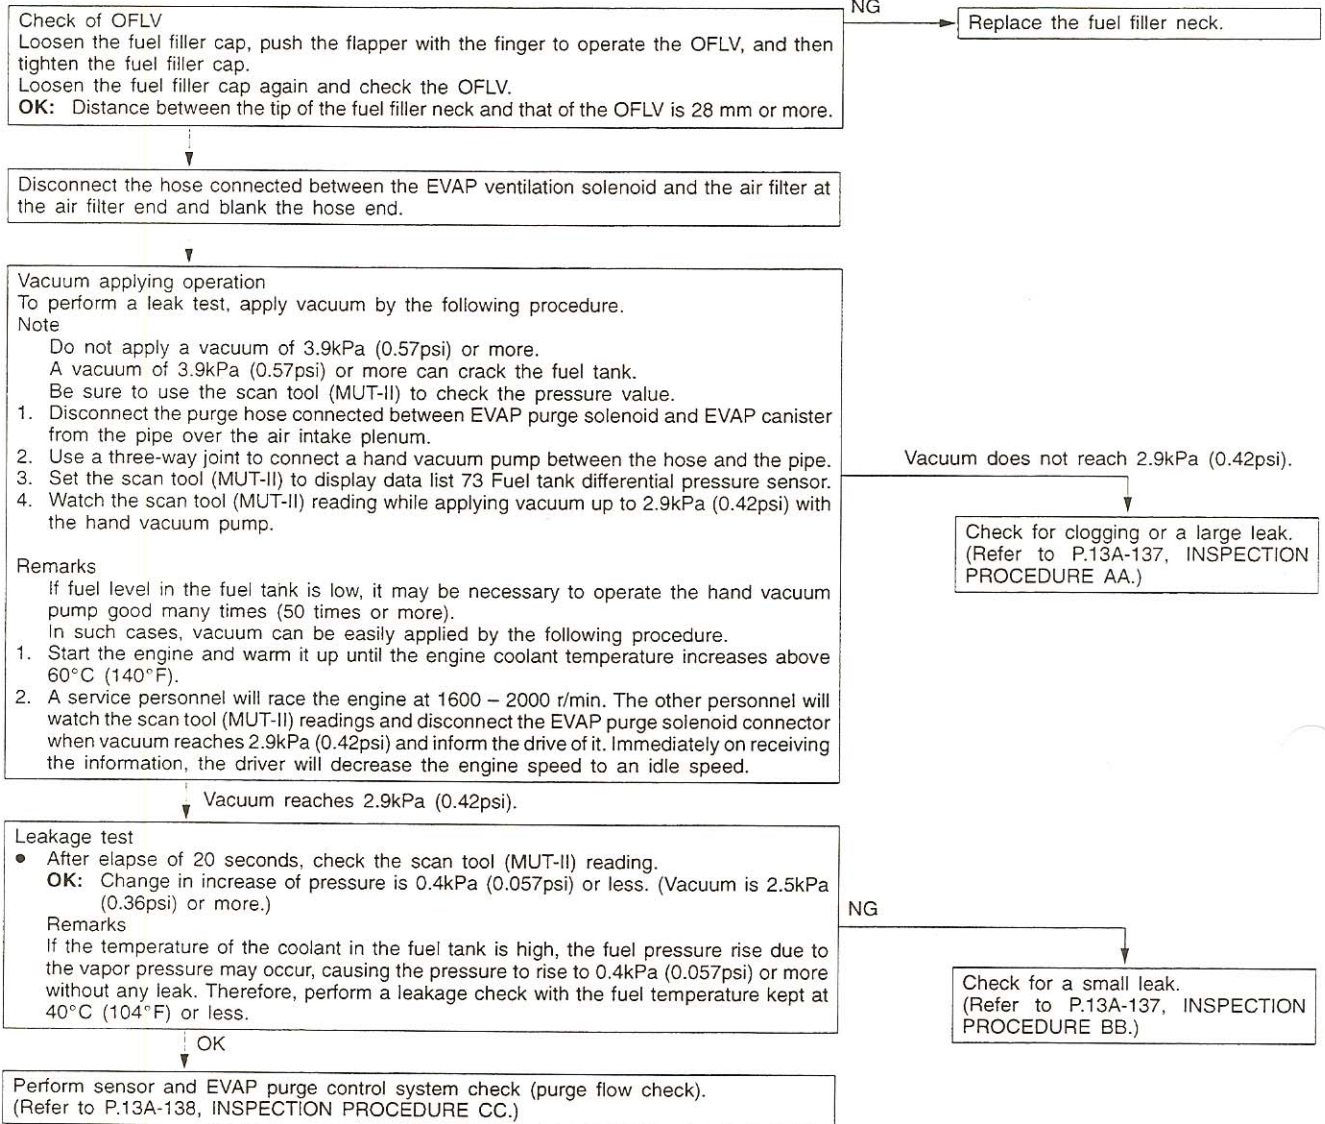 Check of OFLV
Loosen the fuel filler cap, push the flapper with the finger to operate the OFLV, and then
tighten the fuel filler cap.
Loosen the fuel filler cap again and check the OFLV.
OK: Distance between the tip of the fuel filler neck and that of the OFLV is 28 mm or more.
NG
Replace the fuel filler neck.
Disconnect the hose connected between the EVAP ventilation solenoid and the air filter at
the air filter end and blank the hose end.
Vacuum applying operation
To perform a leak test, apply vacuum by the following procedure.
Note
Do not apply a vacuum of 3.9kPa (0.57psi) or more.
A vacuum of 3.9kPa (0.57psi) or more can crack the fuel tank.
Be sure to use the scan tool (MUT-II) to check the pressure value.
1. Disconnect the purge hose connected between EVAP purge solenoid and EVAP canister
from the pipe over the air intake plenum.
2. Use a three-way joint to connect a hand vacuum pump between the hose and the pipe.
3. Set the scan tool (MUT-II) to display data list 73 Fuel tank differential pressure sensor.
4. Watch the scan tool (MUT-II) reading while applying vacuum up to 2.9kPa (0.42psi) with
the hand vacuum pump.
Remarks
If fuel level in the fuel tank is low, it may be necessary to operate the hand vacuum
pump good many times (50 times or more).
In such cases, vacuum can be easily applied by the following procedure.
1. Start the engine and warm it up until the engine coolant temperature increases above
60°C (140°F).
2. A service personnel will race the engine at 1600 – 2000 r/min. The other personnel will
watch the scan tool (MUT-II) readings and disconnect the EVAP purge solenoid connector
when vacuum reaches 2.9kPa (0.42psi) and inform the drive of it. Immediately on receiving
the information, the driver will decrease the engine speed to an idle speed.
Vacuum does not reach 2.9kPa (0.42psi).
Check for clogging or a large leak.
(Refer to P.13A-137, INSPECTION
PROCEDURE AA.)
Vacuum reaches 2.9kPa (0.42psi).
Leakage test
● After elapse of 20 seconds, check the scan tool (MUT-II) reading.
OK: Change in increase of pressure is 0.4kPa (0.057psi) or less. (Vacuum is 2.5kPa
(0.36psi) or more.)
Remarks
If the temperature of the coolant in the fuel tank is high, the fuel pressure rise due to
the vapor pressure may occur, causing the pressure to rise to 0.4kPa (0.057psi) or more
without any leak. Therefore, perform a leakage check with the fuel temperature kept at
40°C (104°F) or less.
NG
Check for a small leak.
(Refer to P.13A-137, INSPECTION
PROCEDURE BB.)
OK
Perform sensor and EVAP purge control system check (purge flow check).
(Refer to P.13A-138, INSPECTION PROCEDURE CC.)